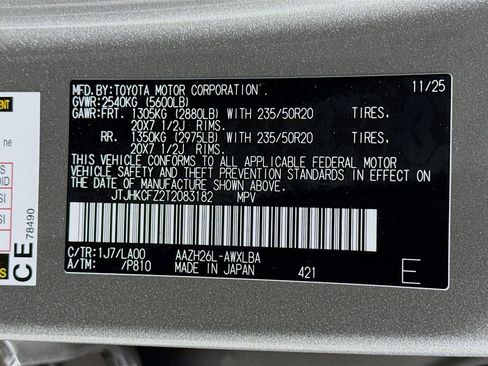 MFD.BY:TOYOTA MOTOR CORPORATION. 11/25
GVWR:2540KG (5600LB)
GAWR:FRT. 1305KG (2880LB) WITH 235/50R20 TIRES,
20X7 1/2J RIMS.
RR. 1350KG (2975LB) WITH 235/50R20 TIRES,
20X7 1/2J RIMS.
THIS VEHICLE CONFORMS TO ALL APPLICABLE FEDERAL MOTOR
VEHICLE SAFETY AND THEFT PREVENTION STANDARDS IN EFFECT
ON THE DATE OF MANUFACTURE SHOWN ABOVE.
JTJHKCFZ2T2083182 MPV
C/TR:1J7/LA00 AAZH26L-AWXLBA
A/TM: /P810 MADE IN JAPAN 421 E
ne
SI
CE 78490